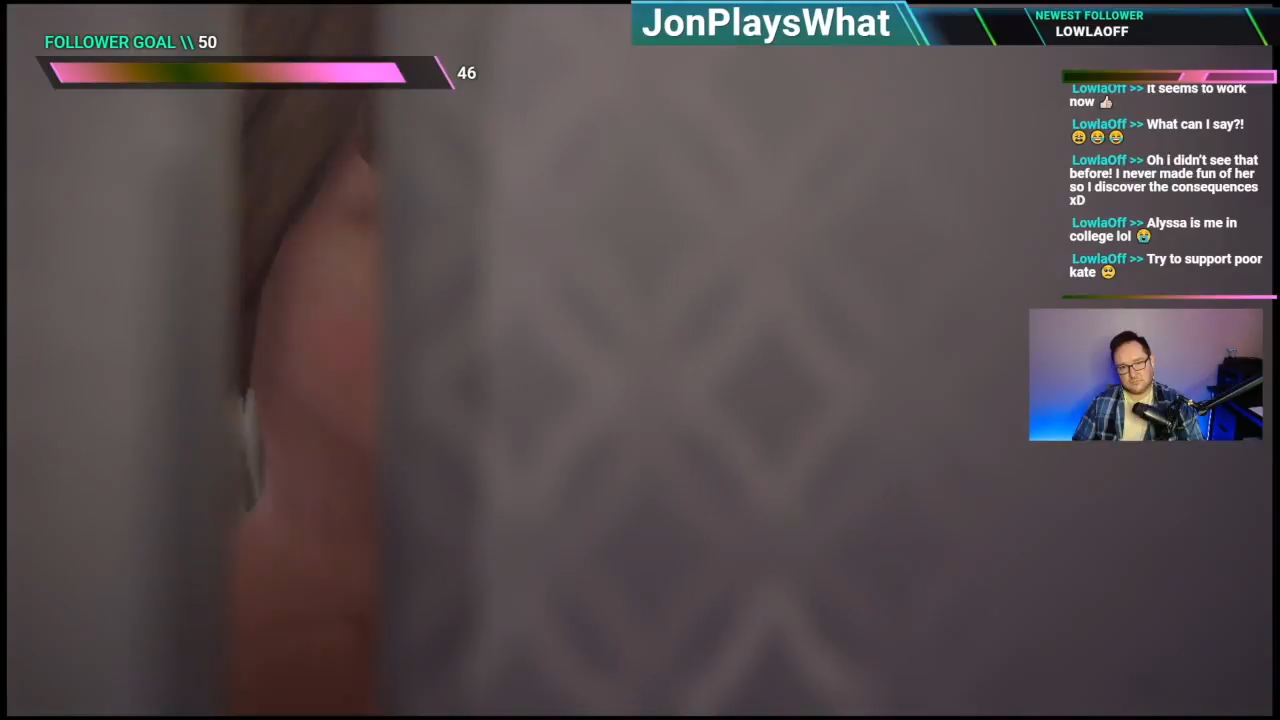 JonPlaysWhat
NEWEST FOLLOWER
LOWLAOFF
FOLLOWER GOAL \\ 50
46
LowlaOff >> It seems to work
now 👍🏻
LowlaOff >> What can I say?!
😩 😂 😂
LowlaOff >> Oh i didn't see that
before! I never made fun of her
so I discover the consequences
xD
LowlaOff >> Alyssa is me in
college lol 😭
LowlaOff >> Try to support poor
kate 🥺